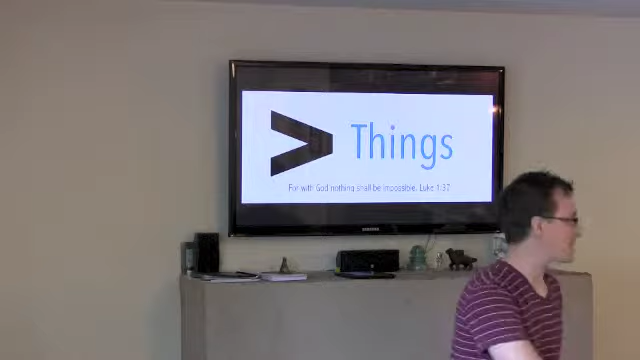 > Things
For with God nothing shall be impossible. Luke 1:37
SAMSUNG